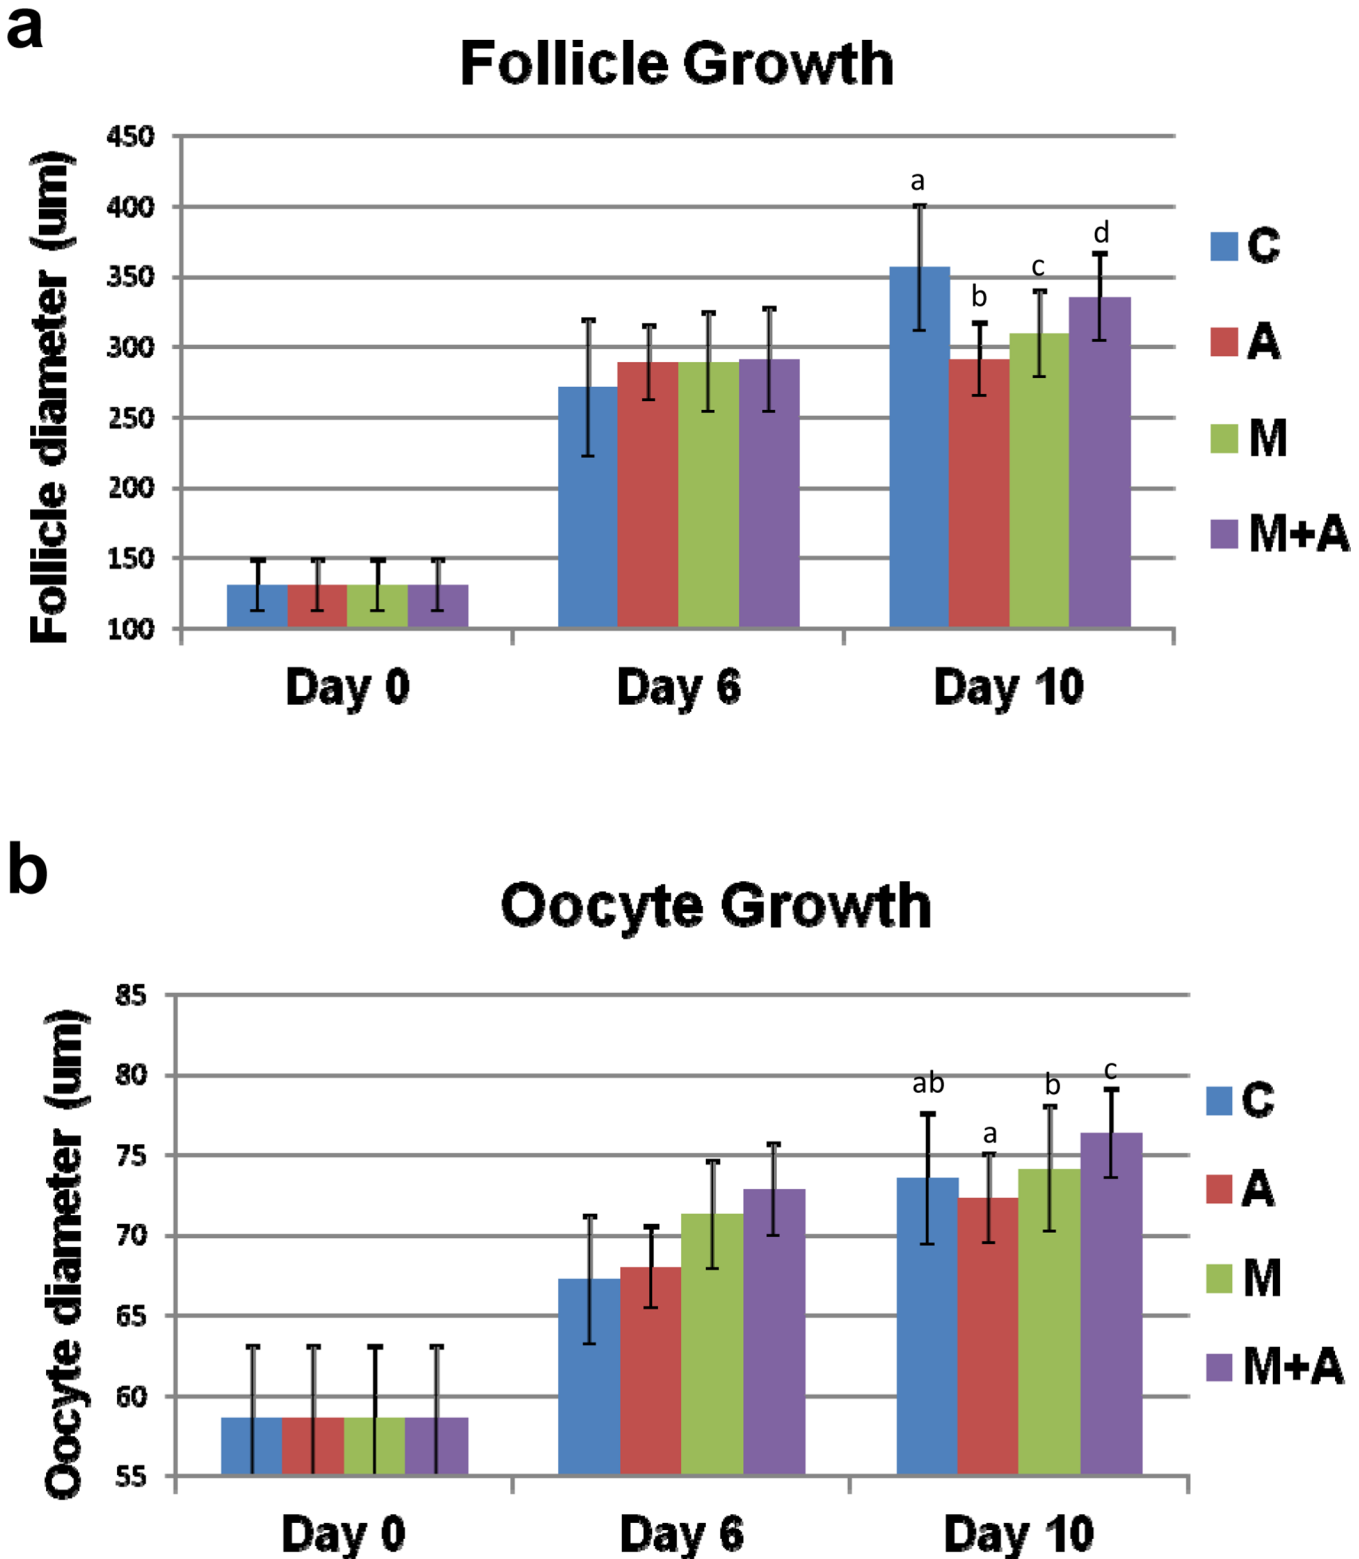 a
Follicle Growth
Follicle diameter (um)
450
400
350
300
250
200
150
100
a
b
c
d
Day 0
Day 6
Day 10
C
A
M
M+A
b
Oocyte Growth
Oocyte diameter (um)
85
80
75
70
65
60
55
ab
a
b
c
Day 0
Day 6
Day 10
C
A
M
M+A